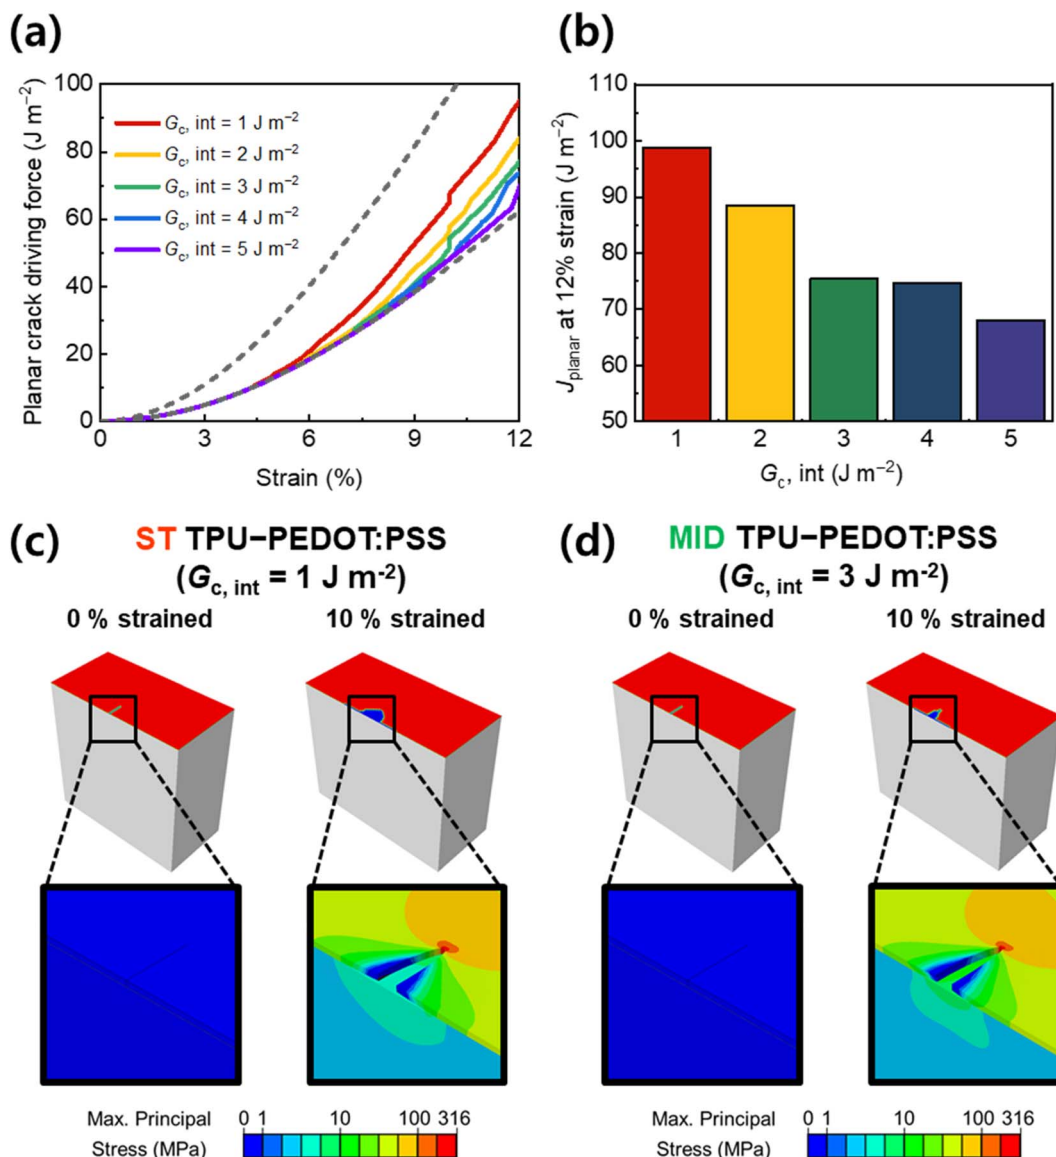 (a)
Planar crack driving force (J m⁻²)
100
80
60
40
20
0
G_c, int = 1 J m⁻²
G_c, int = 2 J m⁻²
G_c, int = 3 J m⁻²
G_c, int = 4 J m⁻²
G_c, int = 5 J m⁻²
0 3 6 9 12
Strain (%)
(b)
J_planar at 12% strain (J m⁻²)
110
100
90
80
70
60
50
1 2 3 4 5
G_c, int (J m⁻²)
(c)
ST TPU−PEDOT:PSS
(G_c, int = 1 J m⁻²)
0 % strained 10 % strained
Max. Principal 0 1 10 100 316
Stress (MPa)
(d)
MID TPU−PEDOT:PSS
(G_c, int = 3 J m⁻²)
0 % strained 10 % strained
Max. Principal 0 1 10 100 316
Stress (MPa)